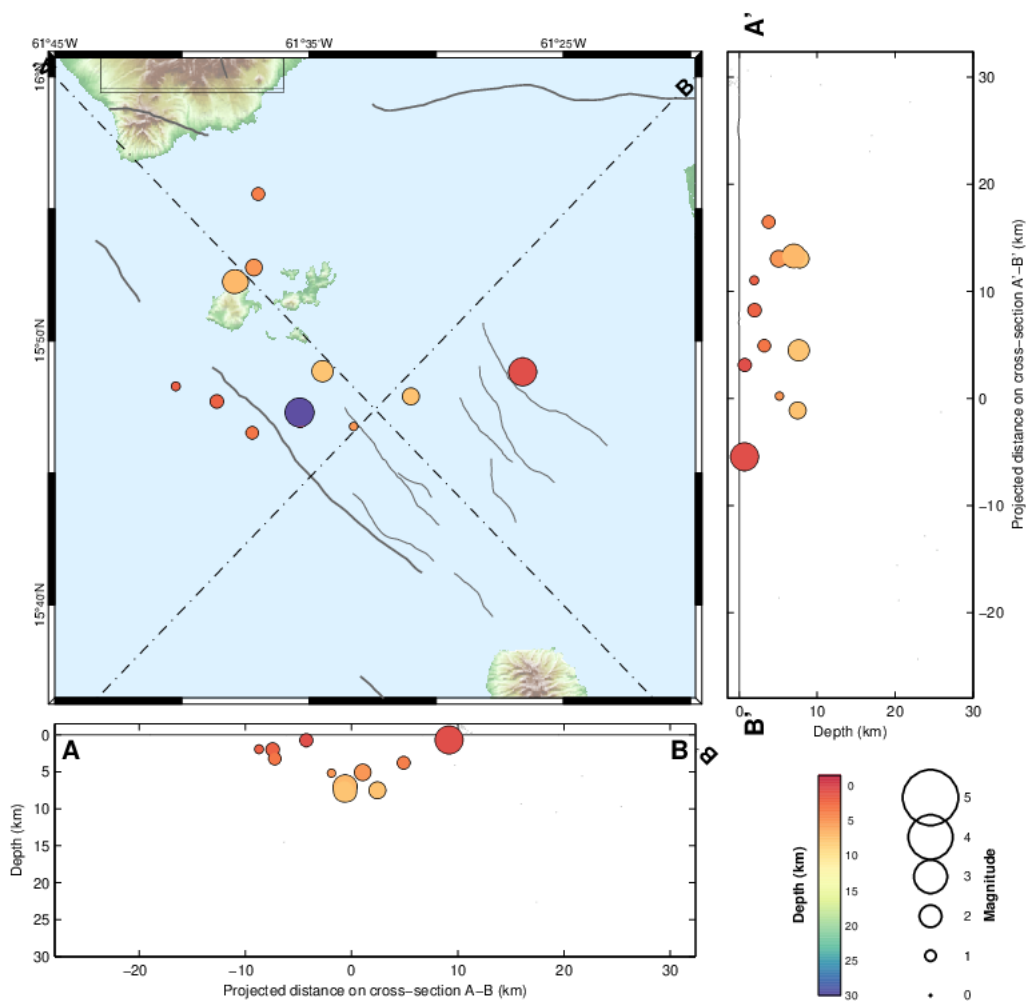 61°45'W 61°35'W 61°25'W
B
15°50'N
15°40'N
A'
30
20
10
0
−10
−20
Projected distance on cross−section A'−B' (km)
0 10 20 30
Depth (km)
B'
A B
B
0
5
10
15
20
25
30
Depth (km)
−20 −10 0 10 20 30
Projected distance on cross−section A−B (km)
Depth (km)
0
5
10
15
20
25
30
5
4
3
2
1
0
Magnitude